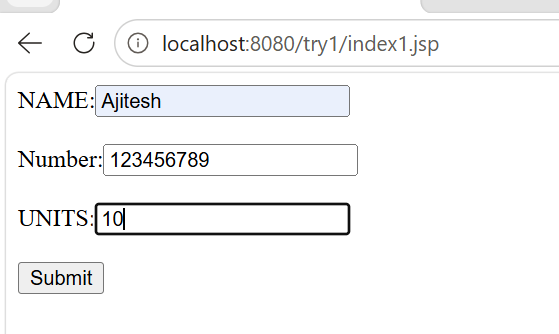 localhost:8080/try1/index1.jsp
NAME: Ajitesh
Number: 123456789
UNITS: 10
Submit